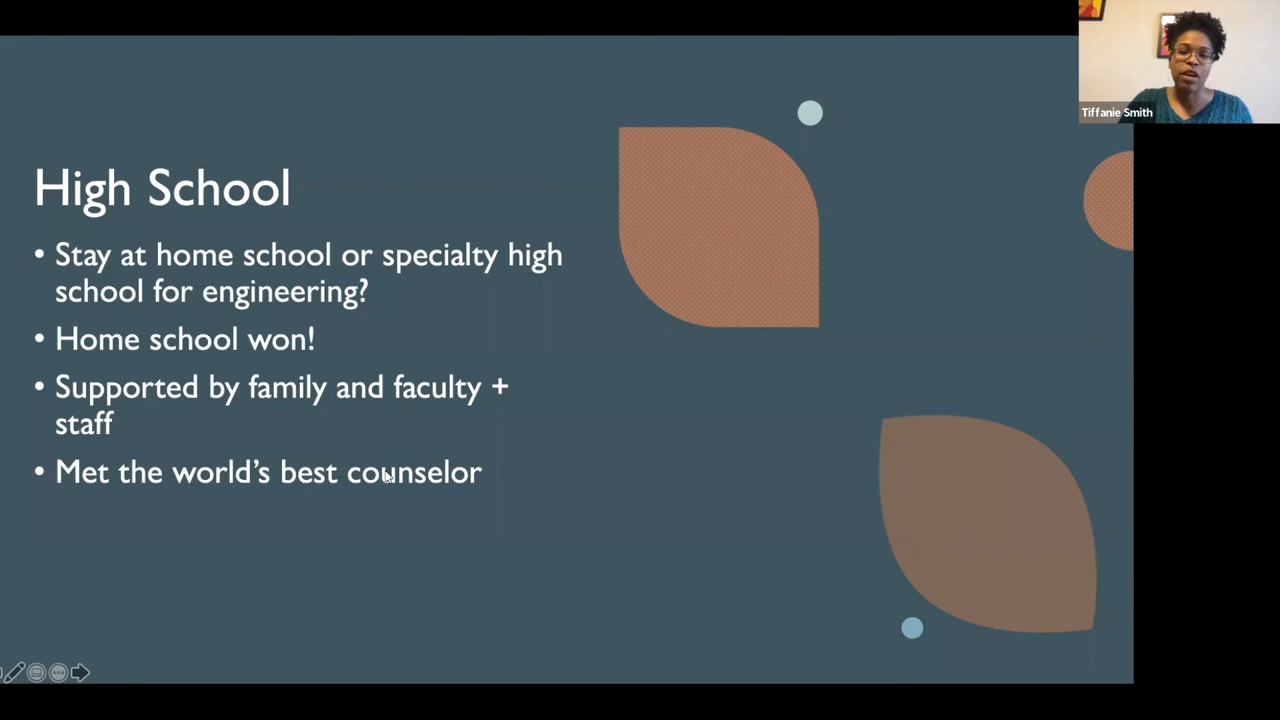 Tiffanie Smith
High School
• Stay at home school or specialty high
school for engineering?
• Home school won!
• Supported by family and faculty +
staff
• Met the world’s best counselor